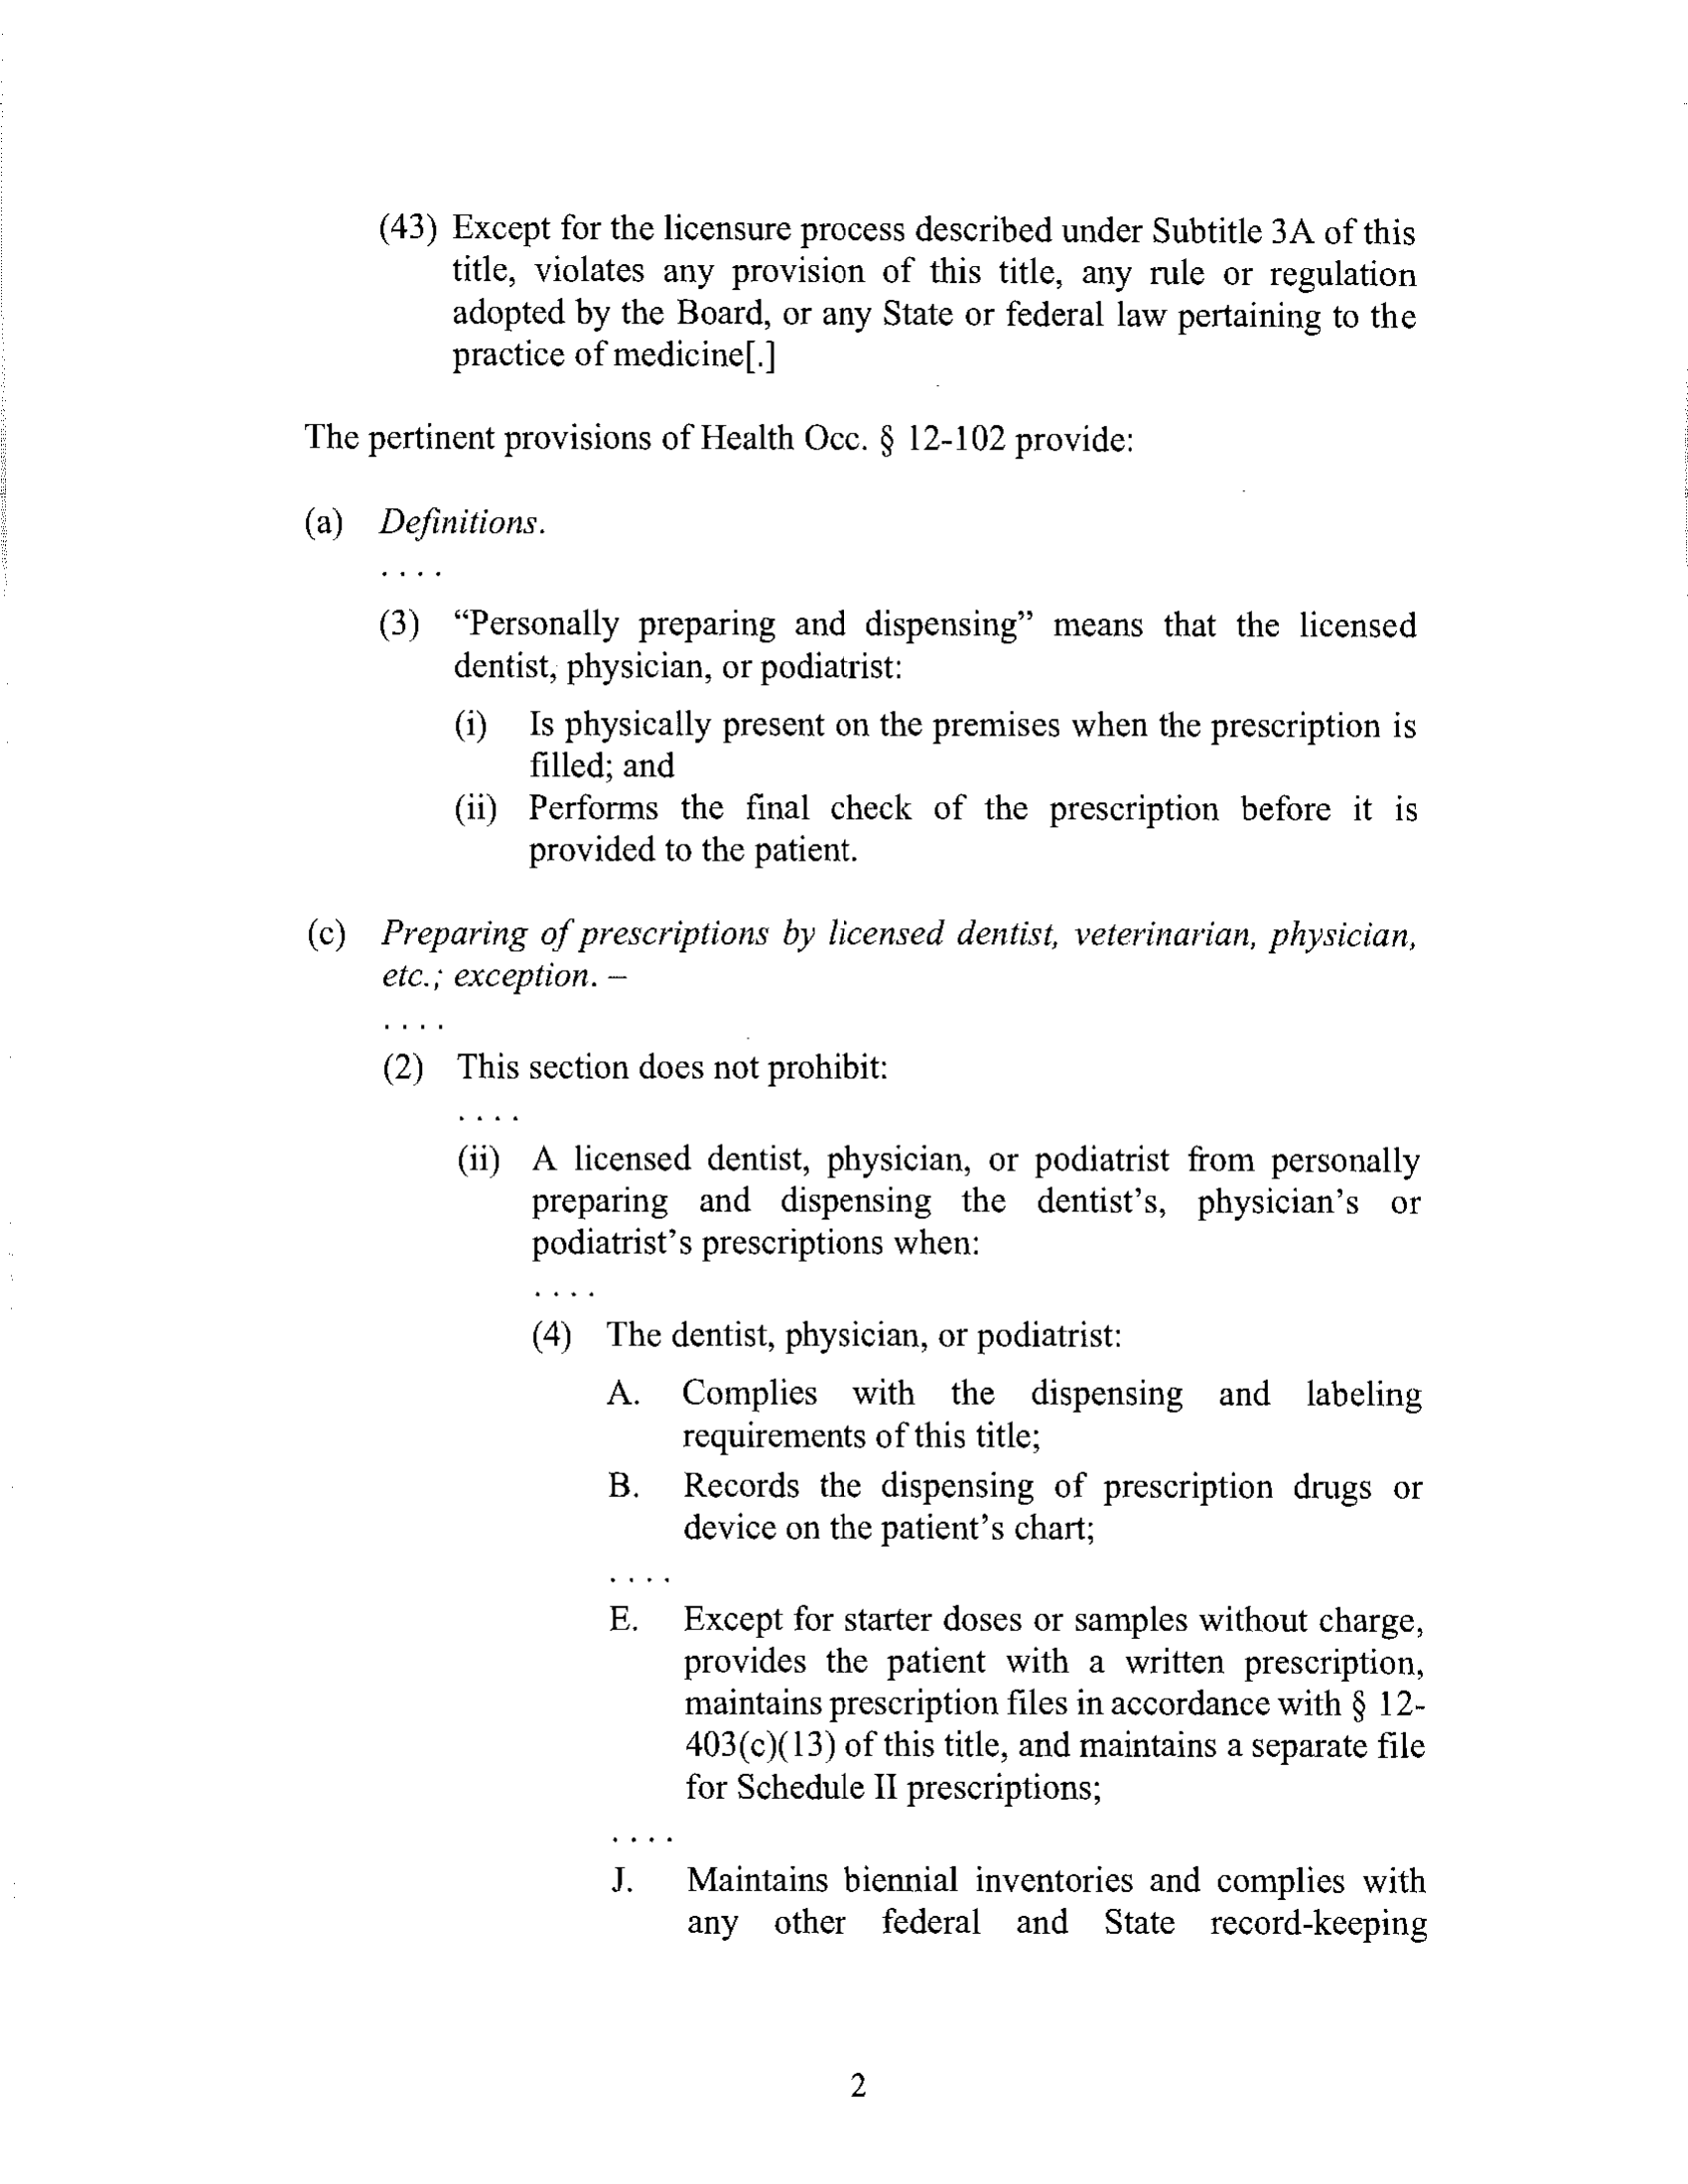 (43) Except for the licensure process described under Subtitle 3A of this
title, violates any provision of this title, any rule or regulation
adopted by the Board, or any State or federal law pertaining to the
practice of medicine[.]
The pertinent provisions of Health Occ. § 12-102 provide:
(a) Definitions.
. . . .
(3) “Personally preparing and dispensing” means that the licensed
dentist, physician, or podiatrist:
(i) Is physically present on the premises when the prescription is
filled; and
(ii) Performs the final check of the prescription before it is
provided to the patient.
(c) Preparing of prescriptions by licensed dentist, veterinarian, physician,
etc.; exception. –
. . . .
(2) This section does not prohibit:
. . . .
(ii) A licensed dentist, physician, or podiatrist from personally
preparing and dispensing the dentist’s, physician’s or
podiatrist’s prescriptions when:
. . . .
(4) The dentist, physician, or podiatrist:
A. Complies with the dispensing and labeling
requirements of this title;
B. Records the dispensing of prescription drugs or
device on the patient’s chart;
. . . .
E. Except for starter doses or samples without charge,
provides the patient with a written prescription,
maintains prescription files in accordance with § 12-
403(c)(13) of this title, and maintains a separate file
for Schedule II prescriptions;
. . . .
J. Maintains biennial inventories and complies with
any other federal and State record-keeping
2